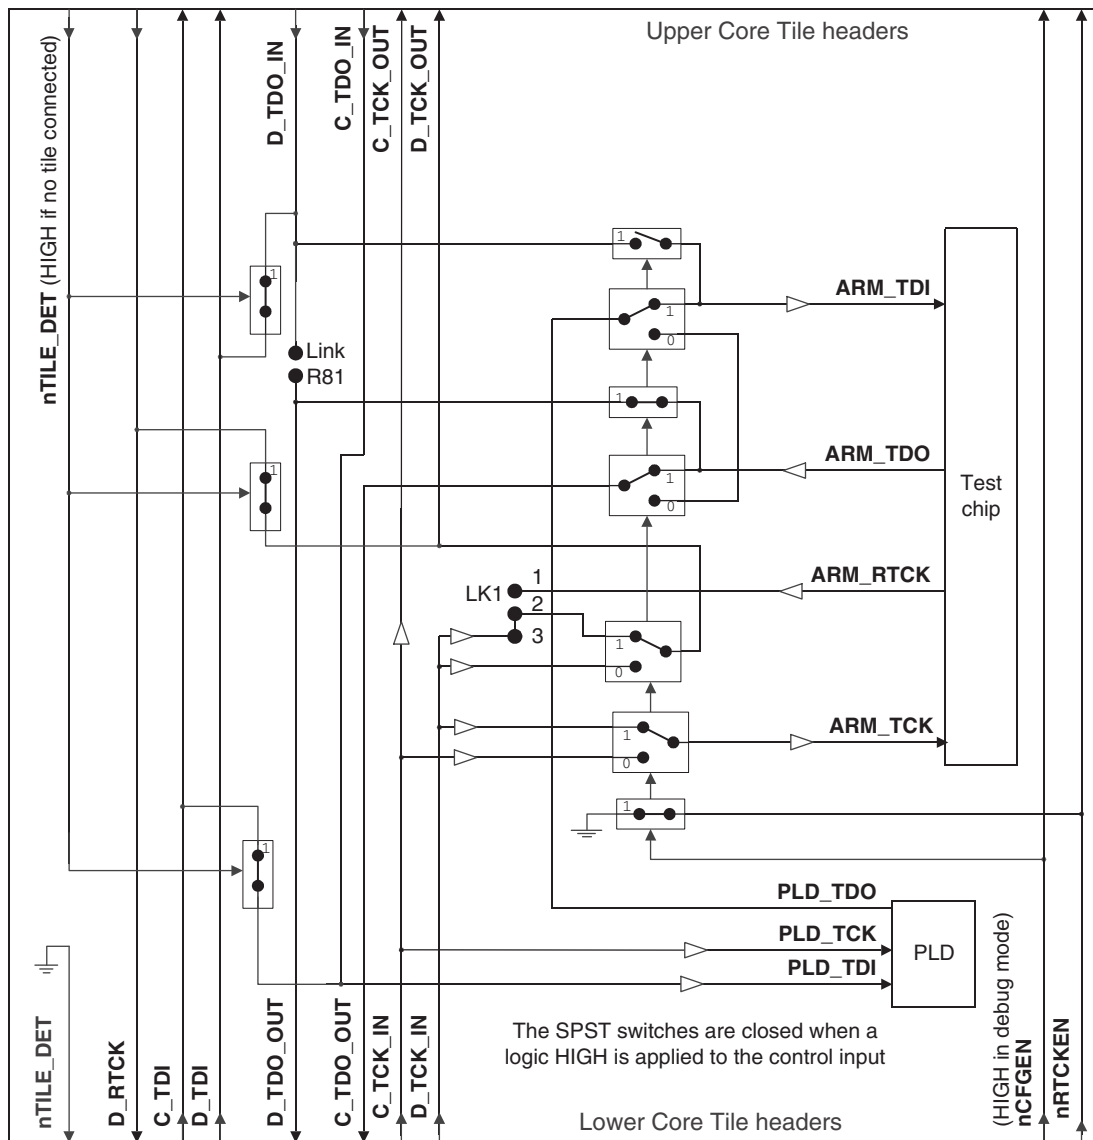 Upper Core Tile headers
D_TDO_IN
C_TDO_IN
C_TCK_OUT
D_TCK_OUT
nTILE_DET (HIGH if no tile connected)
1
1
1
0
ARM_TDI
Link
R81
1
1
1
0
ARM_TDO
Test
chip
LK1
1
2
3
ARM_RTCK
1
0
1
0
ARM_TCK
1
1
PLD_TDO
PLD_TCK
PLD_TDI
PLD
The SPST switches are closed when a
logic HIGH is applied to the control input
nTILE_DET
D_RTCK
C_TDI
D_TDI
D_TDO_OUT
C_TDO_OUT
C_TCK_IN
D_TCK_IN
(HIGH in debug mode)
nCFGEN
nRTCKEN
Lower Core Tile headers